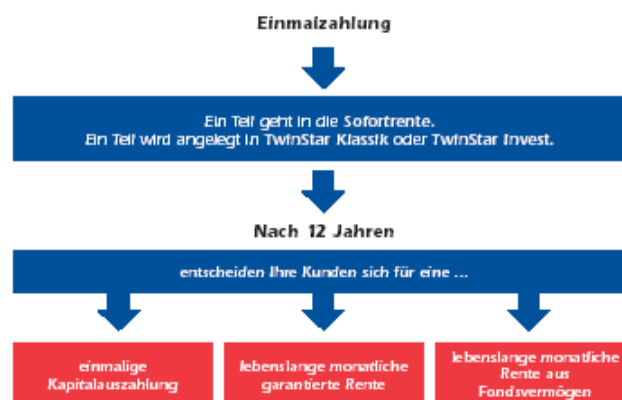 Einmalzahlung
Ein Teil geht in die Sofortrente.
Ein Teil wird angelegt in TwinStar Klassik oder TwinStar Invest.
Nach 12 Jahren
entscheiden Ihre Kunden sich für eine ...
einmalige
Kapitalauszahlung
lebenslange monatliche
garantierte Rente
lebenslange monatliche
Rente aus
Fondsvermögen